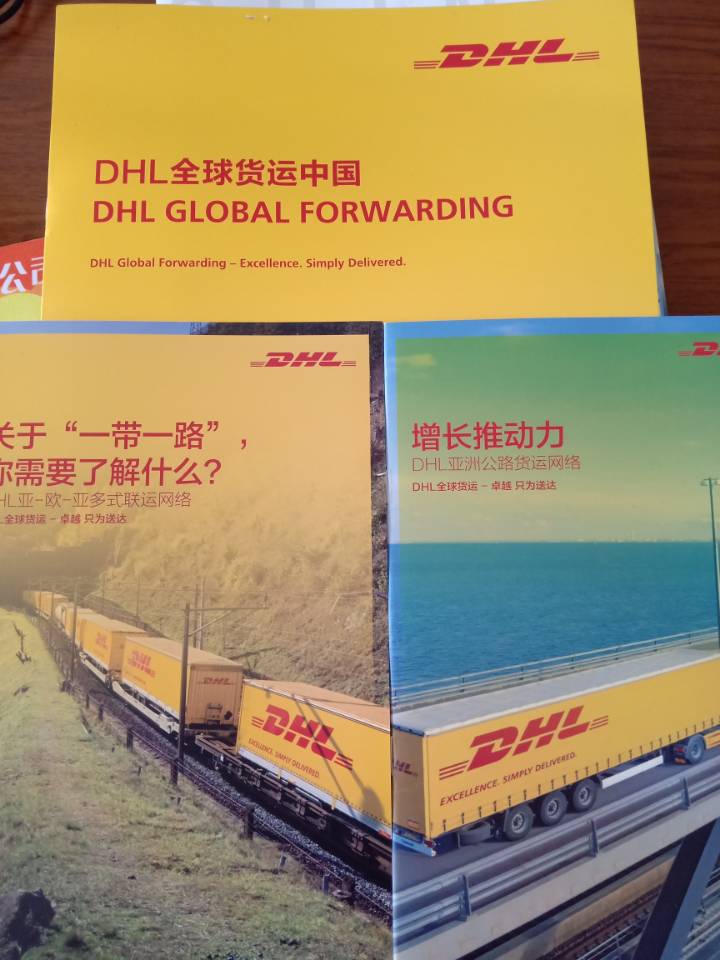 DHL
DHL全球货运中国
DHL GLOBAL FORWARDING
DHL Global Forwarding – Excellence. Simply Delivered.
公司
DHL
关于“一带一路”，
你需要了解什么?
DHL亚-欧-亚多式联运网络
全球货运 – 卓越 只为送达
DHL
DHL
EXCELLENCE. SIMPLY DELIVERED.
增长推动力
DHL亚洲公路货运网络
DHL全球货运 – 卓越 只为送达
DHL
EXCELLENCE. SIMPLY DELIVERED.